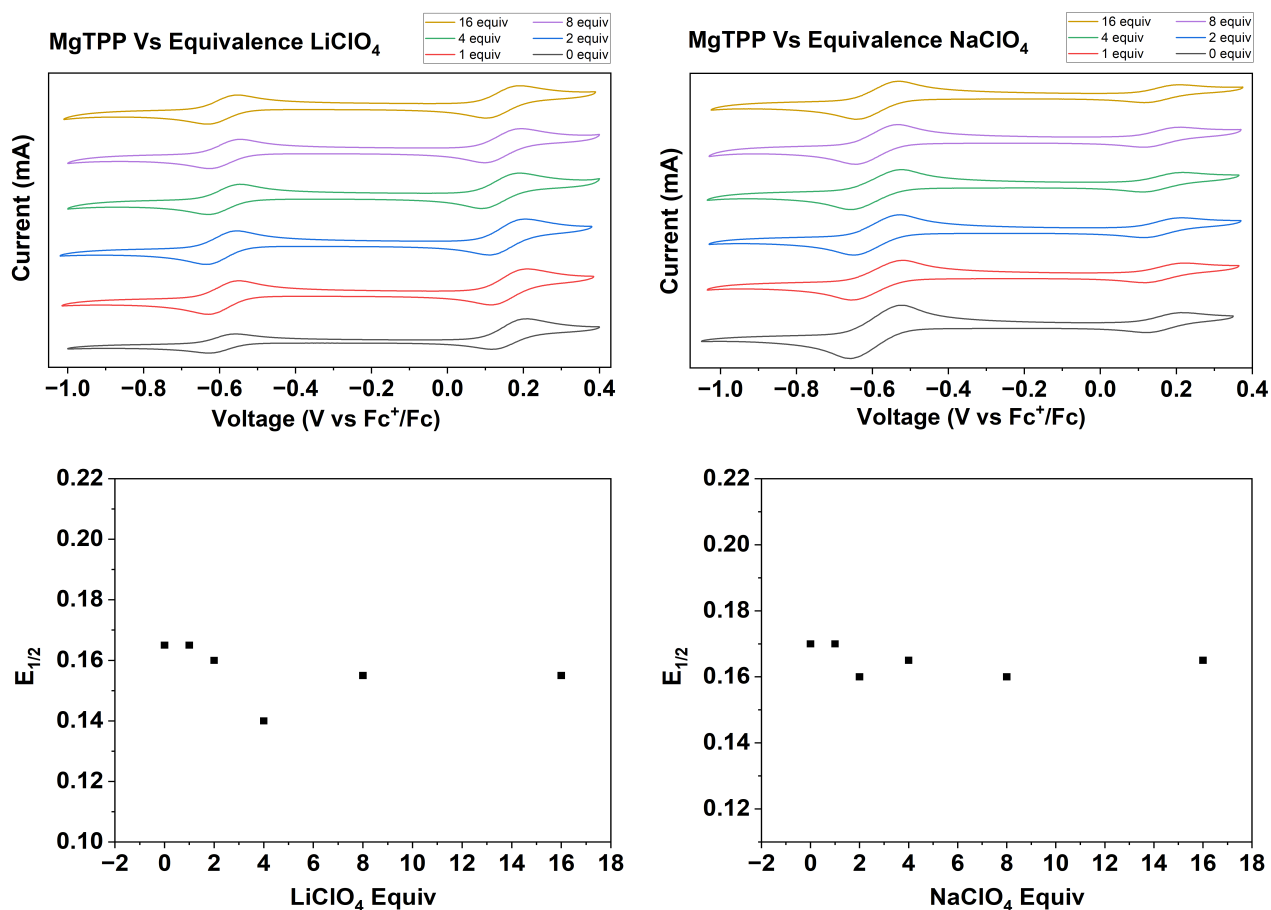 MgTPP Vs Equivalence LiClO₄
16 equiv 8 equiv
4 equiv 2 equiv
1 equiv 0 equiv
Current (mA)
−1.0 −0.8 −0.6 −0.4 −0.2 0.0 0.2 0.4
Voltage (V vs Fc⁺/Fc)
MgTPP Vs Equivalence NaClO₄
16 equiv 8 equiv
4 equiv 2 equiv
1 equiv 0 equiv
Current (mA)
−1.0 −0.8 −0.6 −0.4 −0.2 0.0 0.2 0.4
Voltage (V vs Fc⁺/Fc)
0.22
0.20
0.18
0.16
0.14
0.12
0.10
E₁/₂
−2 0 2 4 6 8 10 12 14 16 18
LiClO₄ Equiv
0.22
0.20
0.18
0.16
0.14
0.12
E₁/₂
−2 0 2 4 6 8 10 12 14 16 18
NaClO₄ Equiv